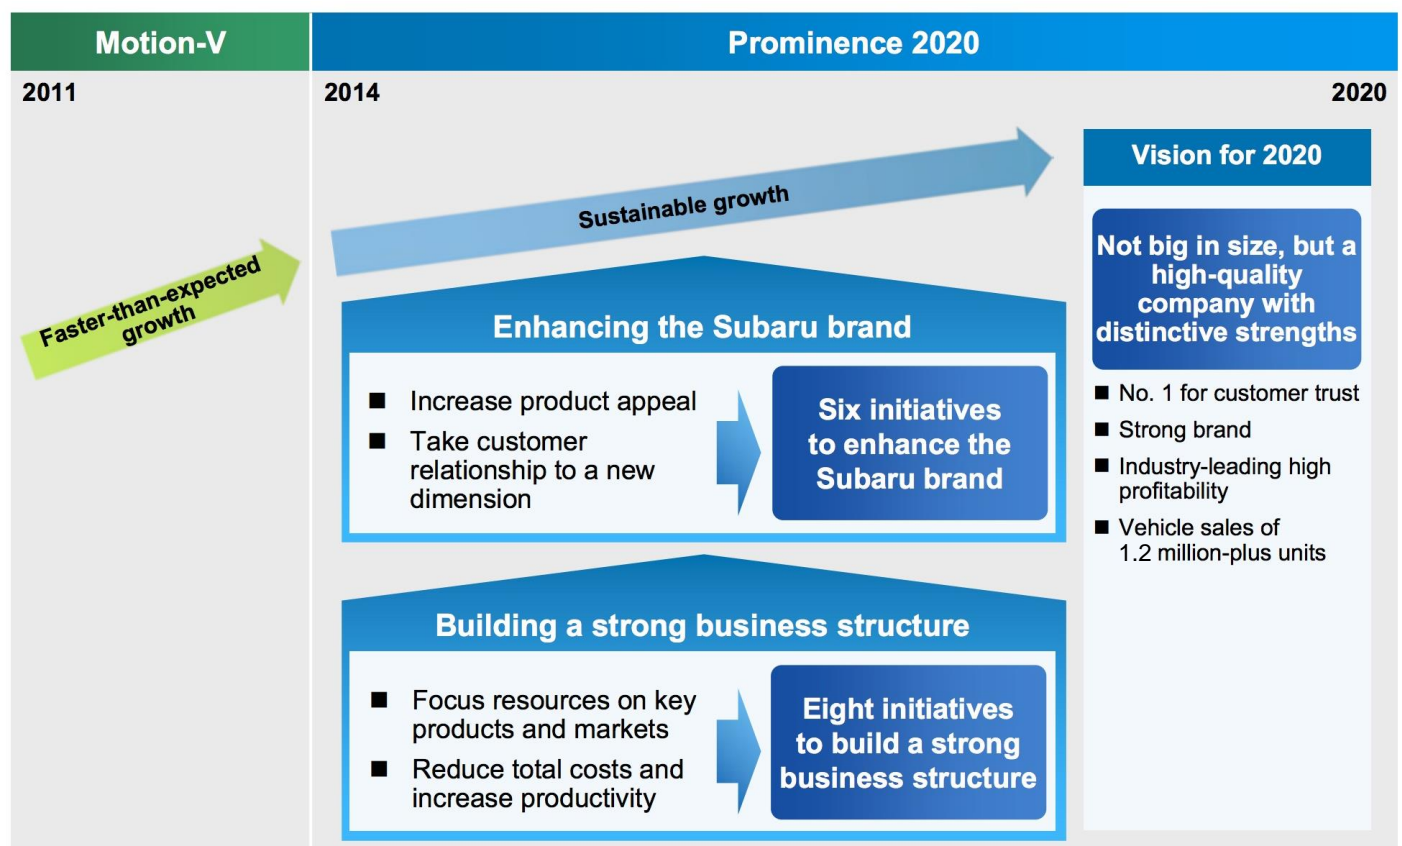 Motion-V
Prominence 2020
2011
2014
2020
Faster-than-expected
growth
Sustainable growth
Enhancing the Subaru brand
■ Increase product appeal
■ Take customer
relationship to a new
dimension
Six initiatives
to enhance the
Subaru brand
Building a strong business structure
■ Focus resources on key
products and markets
■ Reduce total costs and
increase productivity
Eight initiatives
to build a strong
business structure
Vision for 2020
Not big in size, but a
high-quality
company with
distinctive strengths
■ No. 1 for customer trust
■ Strong brand
■ Industry-leading high
profitability
■ Vehicle sales of
1.2 million-plus units